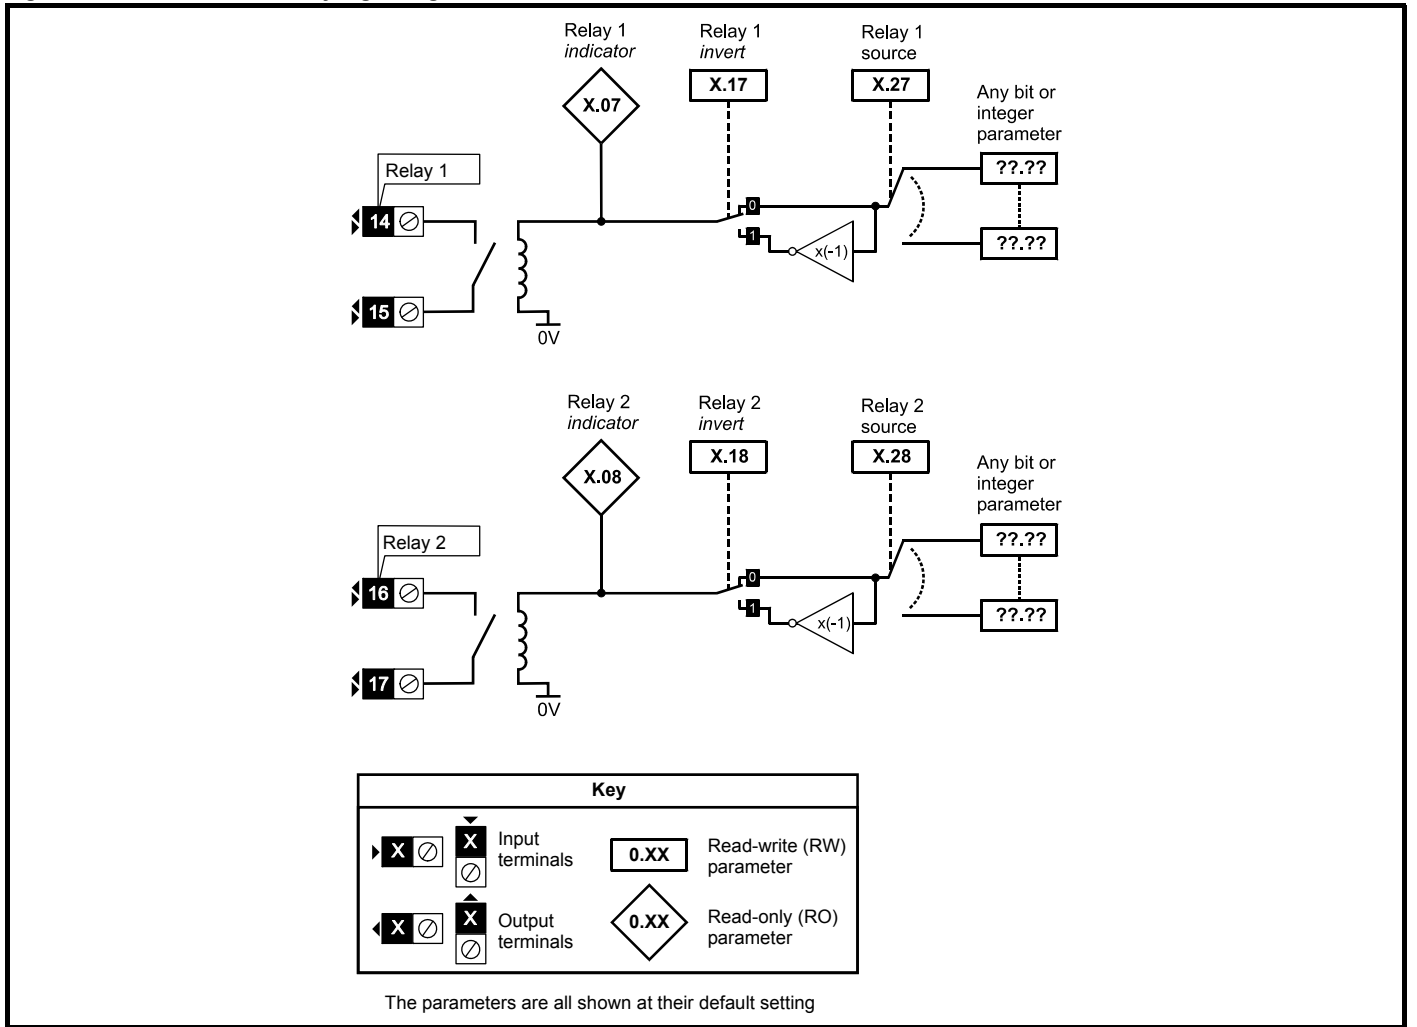 Relay 1
indicator
Relay 1
invert
Relay 1
source
X.07
X.17
X.27
Any bit or
integer
parameter
??.??
Relay 1
14
0
1
x(-1)
??.??
15
0V
Relay 2
indicator
Relay 2
invert
Relay 2
source
X.08
X.18
X.28
Any bit or
integer
parameter
??.??
Relay 2
16
0
1
x(-1)
??.??
17
0V
Key
X
X
Input
terminals
0.XX
Read-write (RW)
parameter
X
X
Output
terminals
0.XX
Read-only (RO)
parameter
The parameters are all shown at their default setting